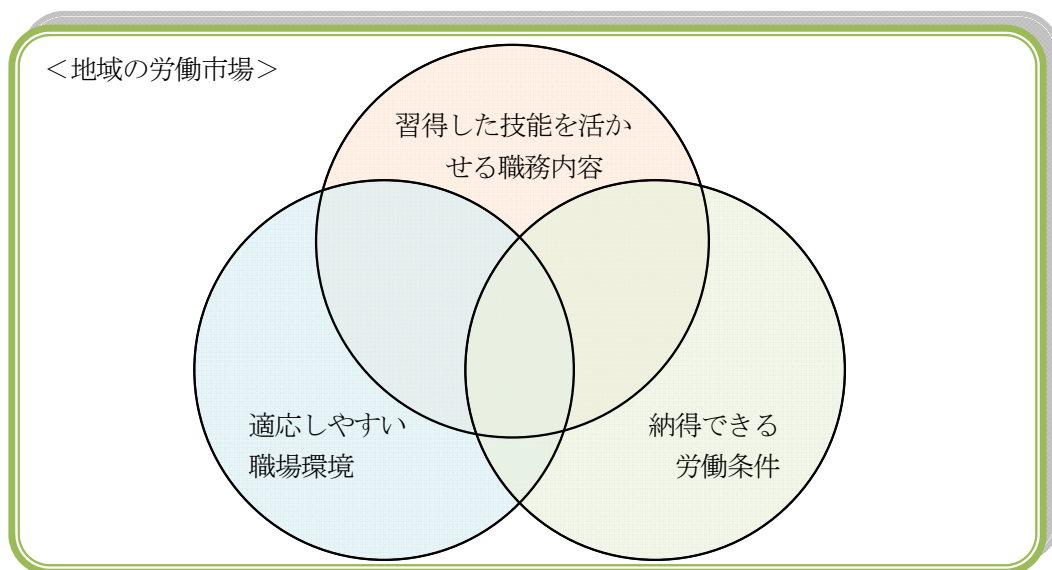 ＜地域の労働市場＞
習得した技能を活か
せる職務内容
適応しやすい
職場環境
納得できる
労働条件